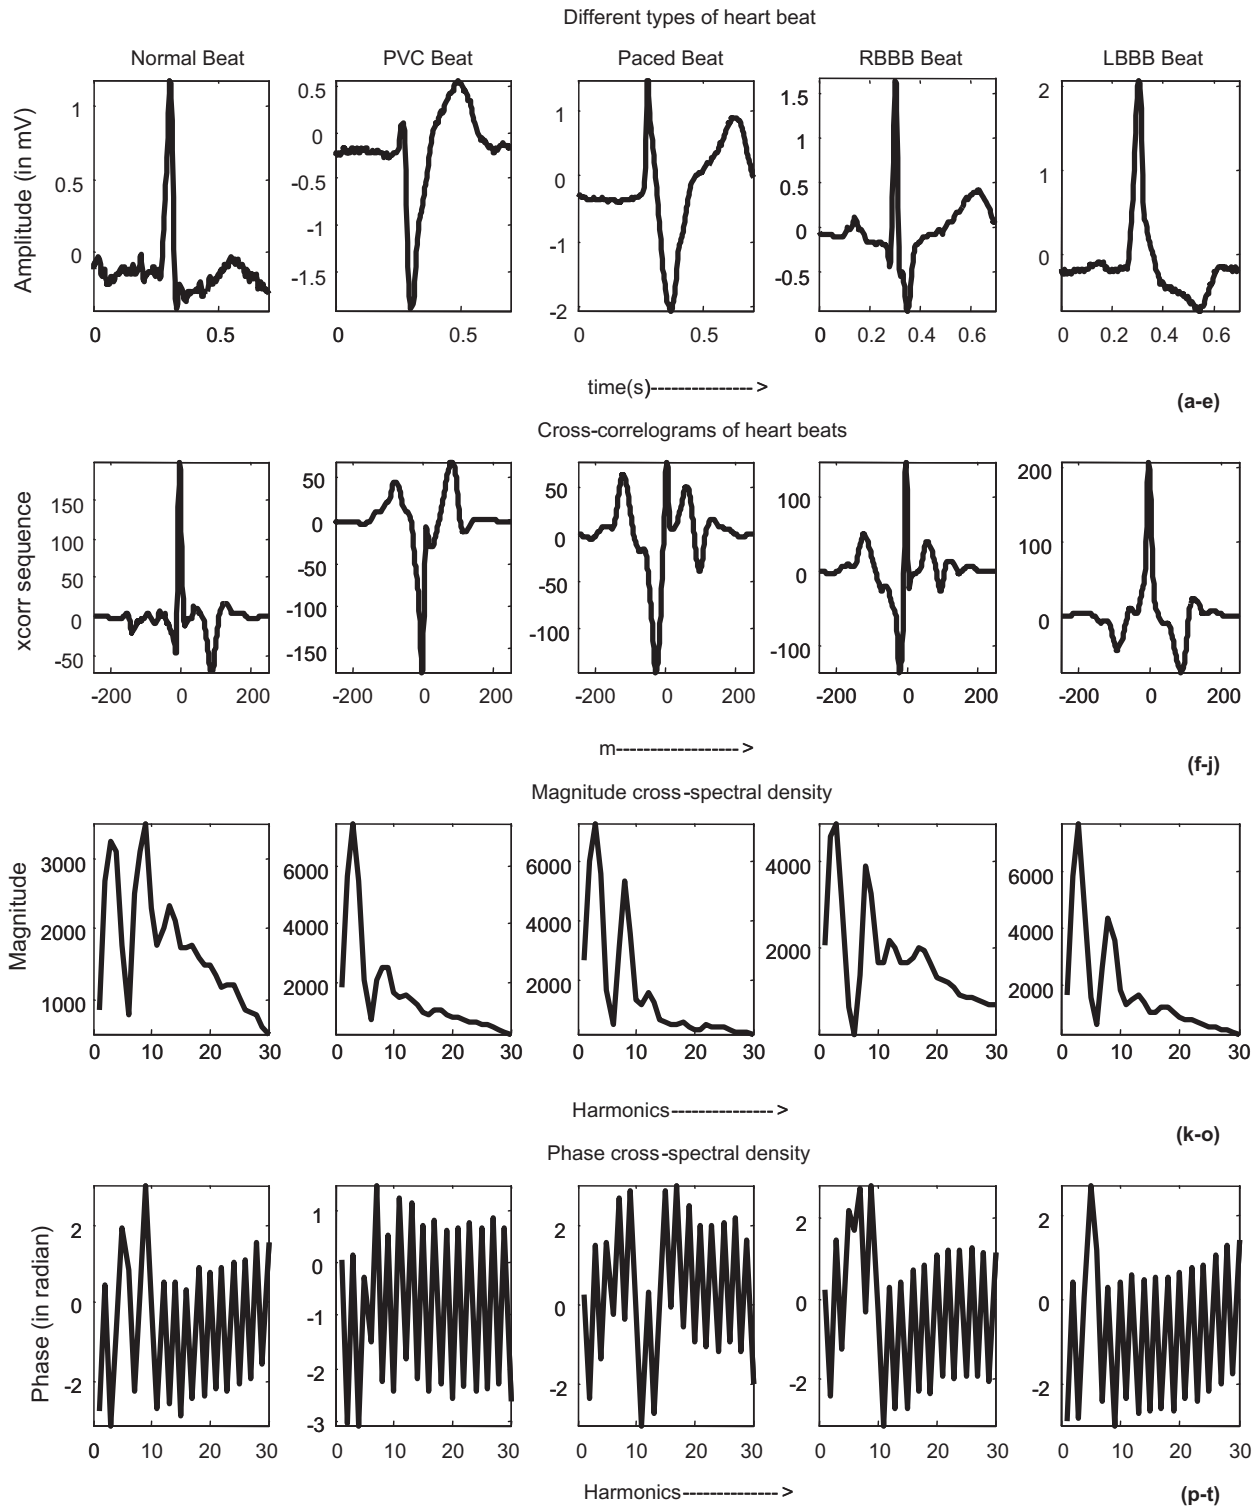 Different types of heart beat
Normal Beat PVC Beat Paced Beat RBBB Beat LBBB Beat
Amplitude (in mV)
1
0.5
0
0 0.5
0.5
0
-0.5
-1
-1.5
0 0.5
1
0
-1
-2
0 0.5
1.5
1
0.5
0
-0.5
0 0.2 0.4 0.6
2
1
0
0 0.2 0.4 0.6
time(s)--------------- >
(a-e)
Cross-correlograms of heart beats
xcorr sequence
150
100
50
0
-50
-200 0 200
50
0
-50
-100
-150
-200 0 200
50
0
-50
-100
-200 0 200
100
0
-100
-200 0 200
200
100
0
-200 0 200
m------------------ >
(f-j)
Magnitude cross-spectral density
Magnitude
3000
2000
1000
0 10 20 30
6000
4000
2000
0 10 20 30
6000
4000
2000
0 10 20 30
4000
2000
0 10 20 30
6000
4000
2000
0 10 20 30
Harmonics--------------- >
(k-o)
Phase cross-spectral density
Phase (in radian)
2
0
-2
0 10 20 30
1
0
-1
-2
-3
0 10 20 30
2
0
-2
0 10 20 30
2
0
-2
0 10 20 30
2
0
-2
0 10 20 30
Harmonics-------------- >
(p-t)